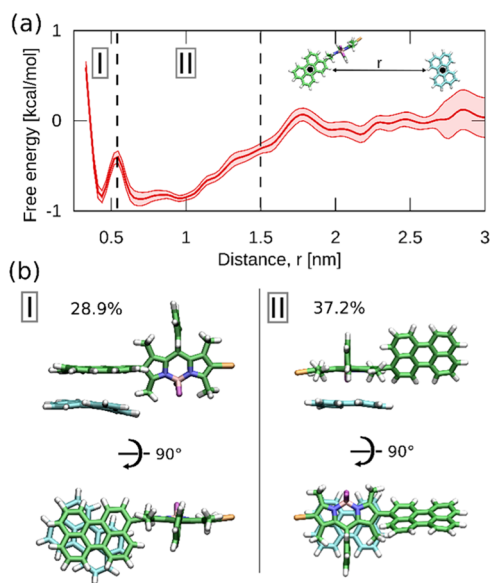 (a)
Free energy [kcal/mol]
1
0
-1
I
II
r
0.5
1
1.5
2
2.5
3
Distance, r [nm]
(b)
I
28.9%
90°
II
37.2%
90°